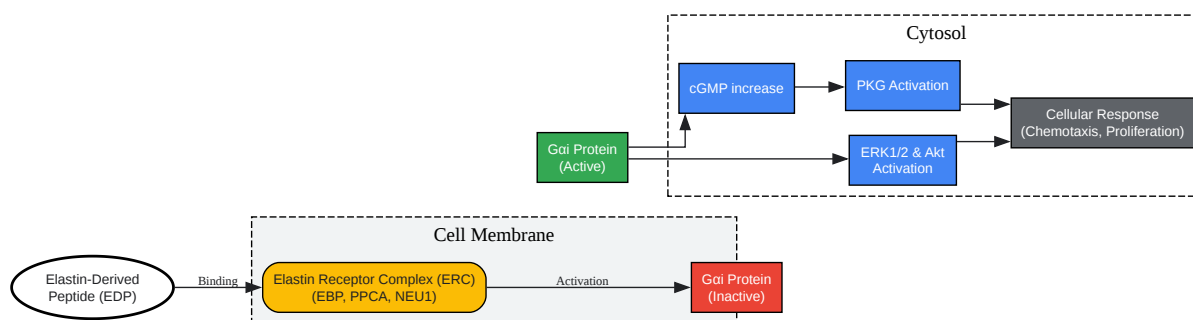 Cytosol
cGMP increase
PKG Activation
Cellular Response
(Chemotaxis, Proliferation)
Gαi Protein
(Active)
ERK1/2 & Akt
Activation
Cell Membrane
Elastin-Derived
Peptide (EDP)
Binding
Elastin Receptor Complex (ERC)
(EBP, PPCA, NEU1)
Activation
Gαi Protein
(Inactive)